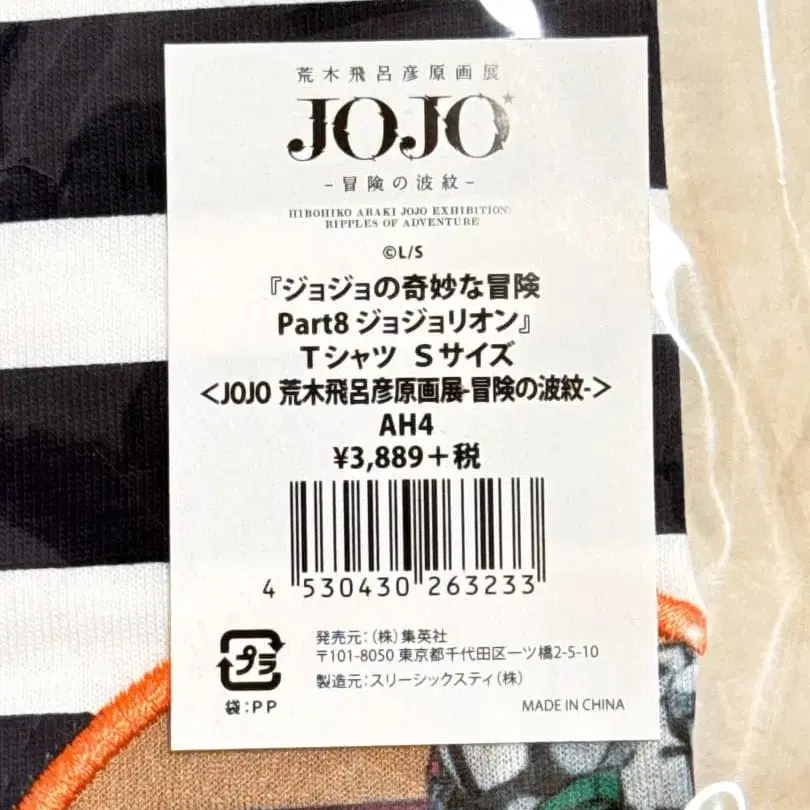 荒木飛呂彦原画展
JOJO
-冒険の波紋-
HIROHIKO ARAKI JOJO EXHIBITION:
RIPPLES OF ADVENTURE
©L/S
『ジョジョの奇妙な冒険
Part8 ジョジョリオン』
Tシャツ Sサイズ
<JOJO 荒木飛呂彦原画展-冒険の波紋->
AH4
¥3,889+税
4 530430 263233
プラ
袋:PP
発売元:(株)集英社
〒101-8050 東京都千代田区一ツ橋2-5-10
製造元:スリーシックスティ(株)
MADE IN CHINA